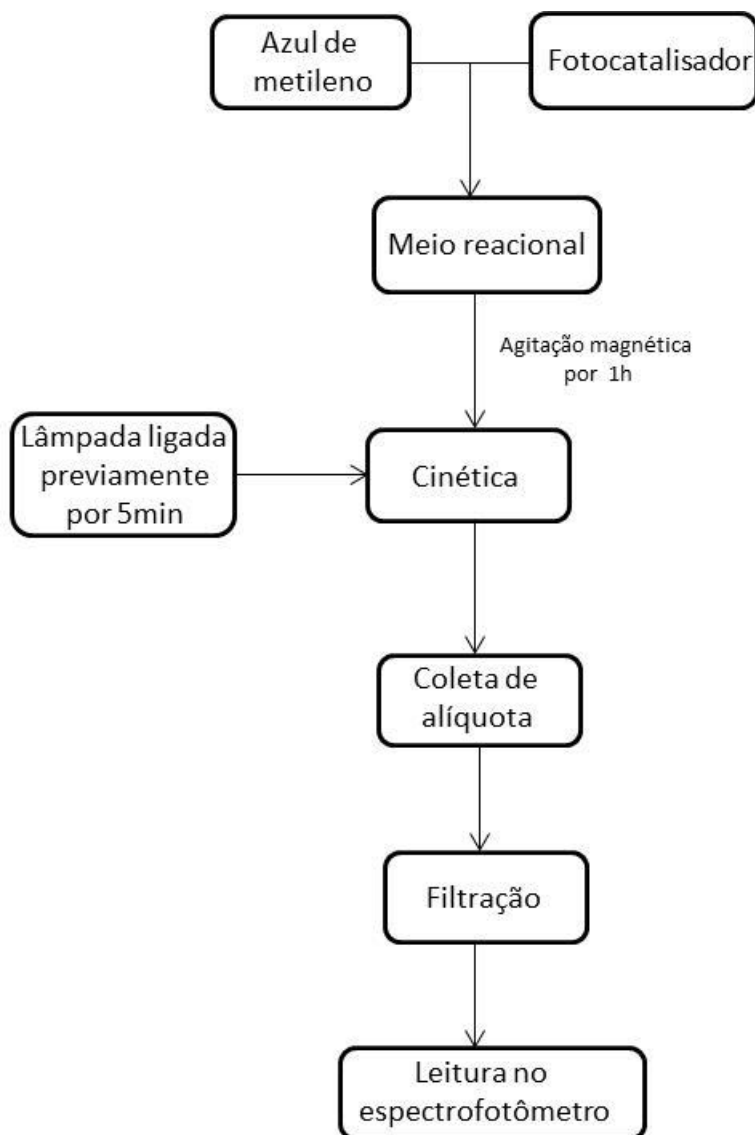 Azul de
metileno
Fotocatalisador
Meio reacional
Agitação magnética
por 1h
Lâmpada ligada
previamente
por 5min
Cinética
Coleta de
alíquota
Filtração
Leitura no
espectrofotômetro